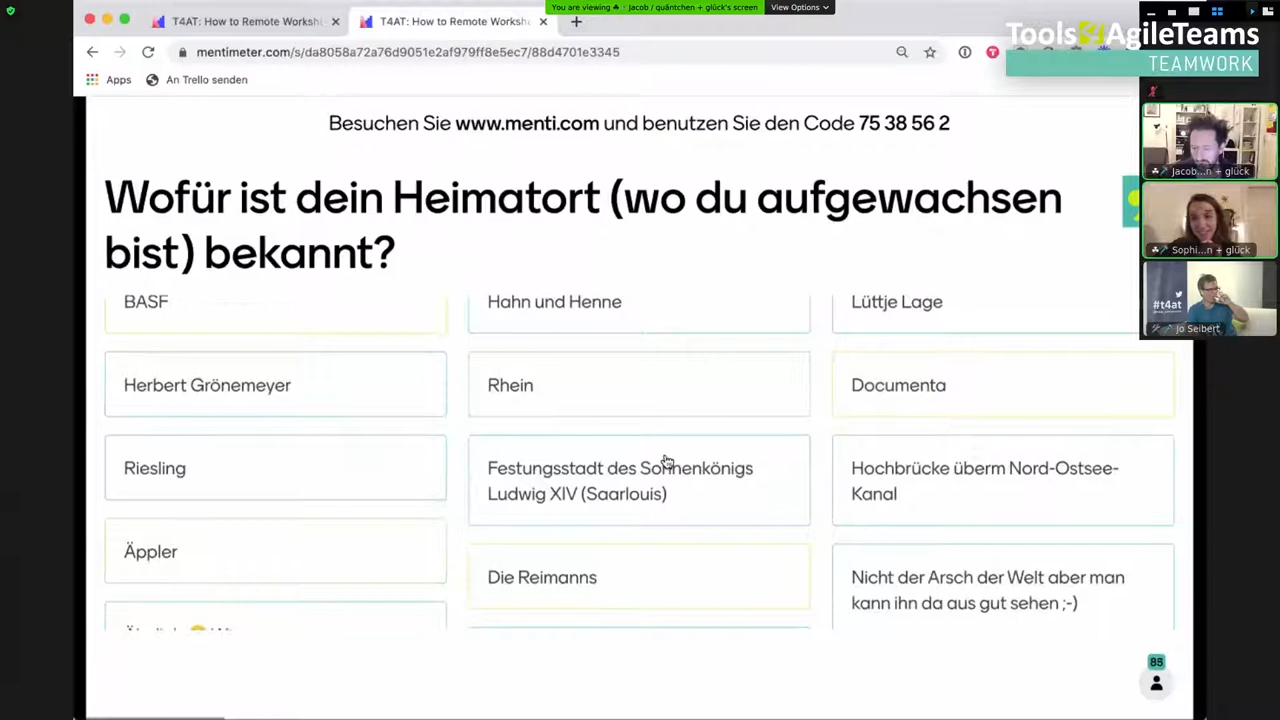 You are viewing Jacob / quäntchen + glück's screen
View Options
T4AT: How to Remote Worksh
T4AT: How to Remote Worksh
mentimeter.com/s/da8058a72a76d9051e2af979ff8e5ec7/88d4701e3345
Apps
An Trello senden
Tools4AgileTeams
TEAMWORK
Besuchen Sie www.menti.com und benutzen Sie den Code 75 38 56 2
Wofür ist dein Heimatort (wo du aufgewachsen
bist) bekannt?
Jacob...n + glück
Sophi...n + glück
#t4at
Jo Seibert
BASF
Hahn und Henne
Lüttje Lage
Herbert Grönemeyer
Rhein
Documenta
Riesling
Festungsstadt des Sonnenkönigs
Ludwig XIV (Saarlouis)
Hochbrücke überm Nord-Ostsee-
Kanal
Äppler
Die Reimanns
Nicht der Arsch der Welt aber man
kann ihn da aus gut sehen ;-)
85